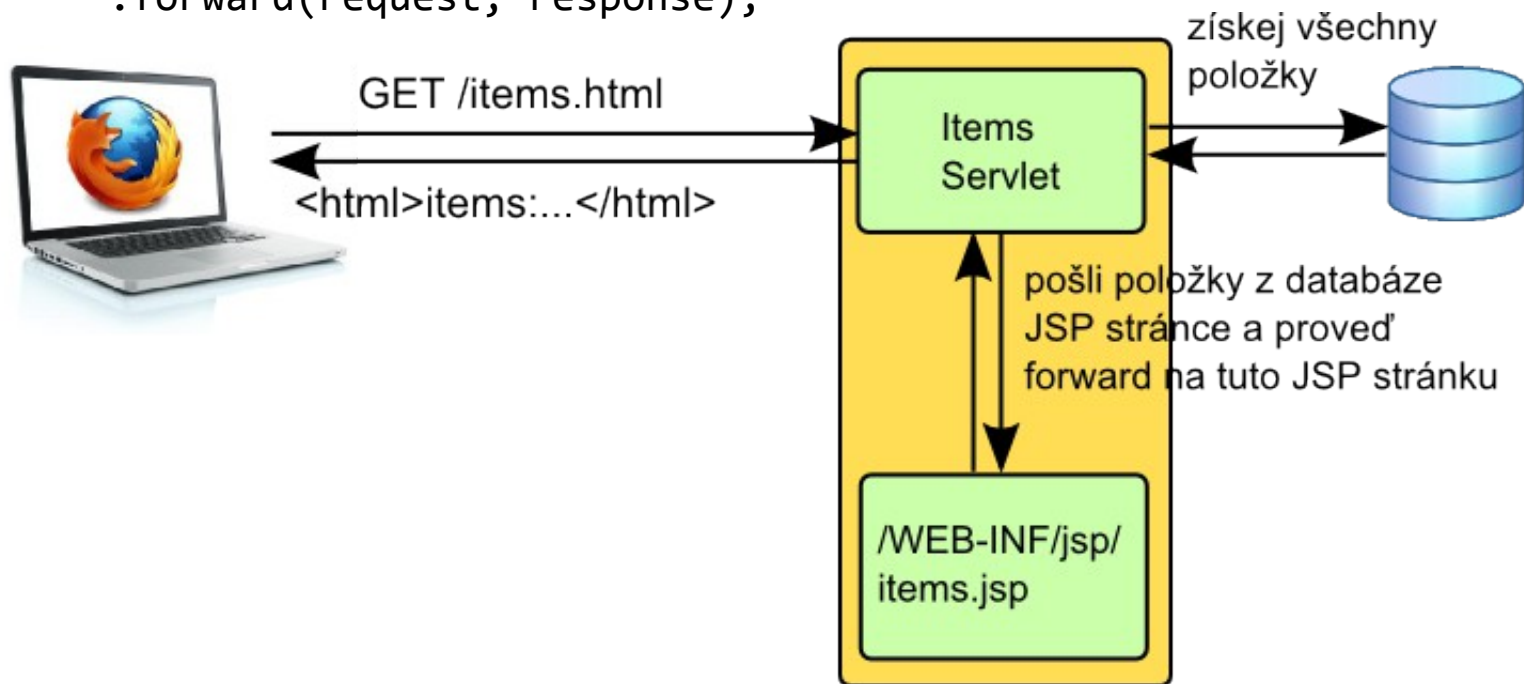 .forward(request, response);
získej všechny
položky
GET /items.html
Items
Servlet
<html>items:...</html>
pošli položky z databáze
JSP stránce a proveď
forward na tuto JSP stránku
/WEB-INF/jsp/
items.jsp